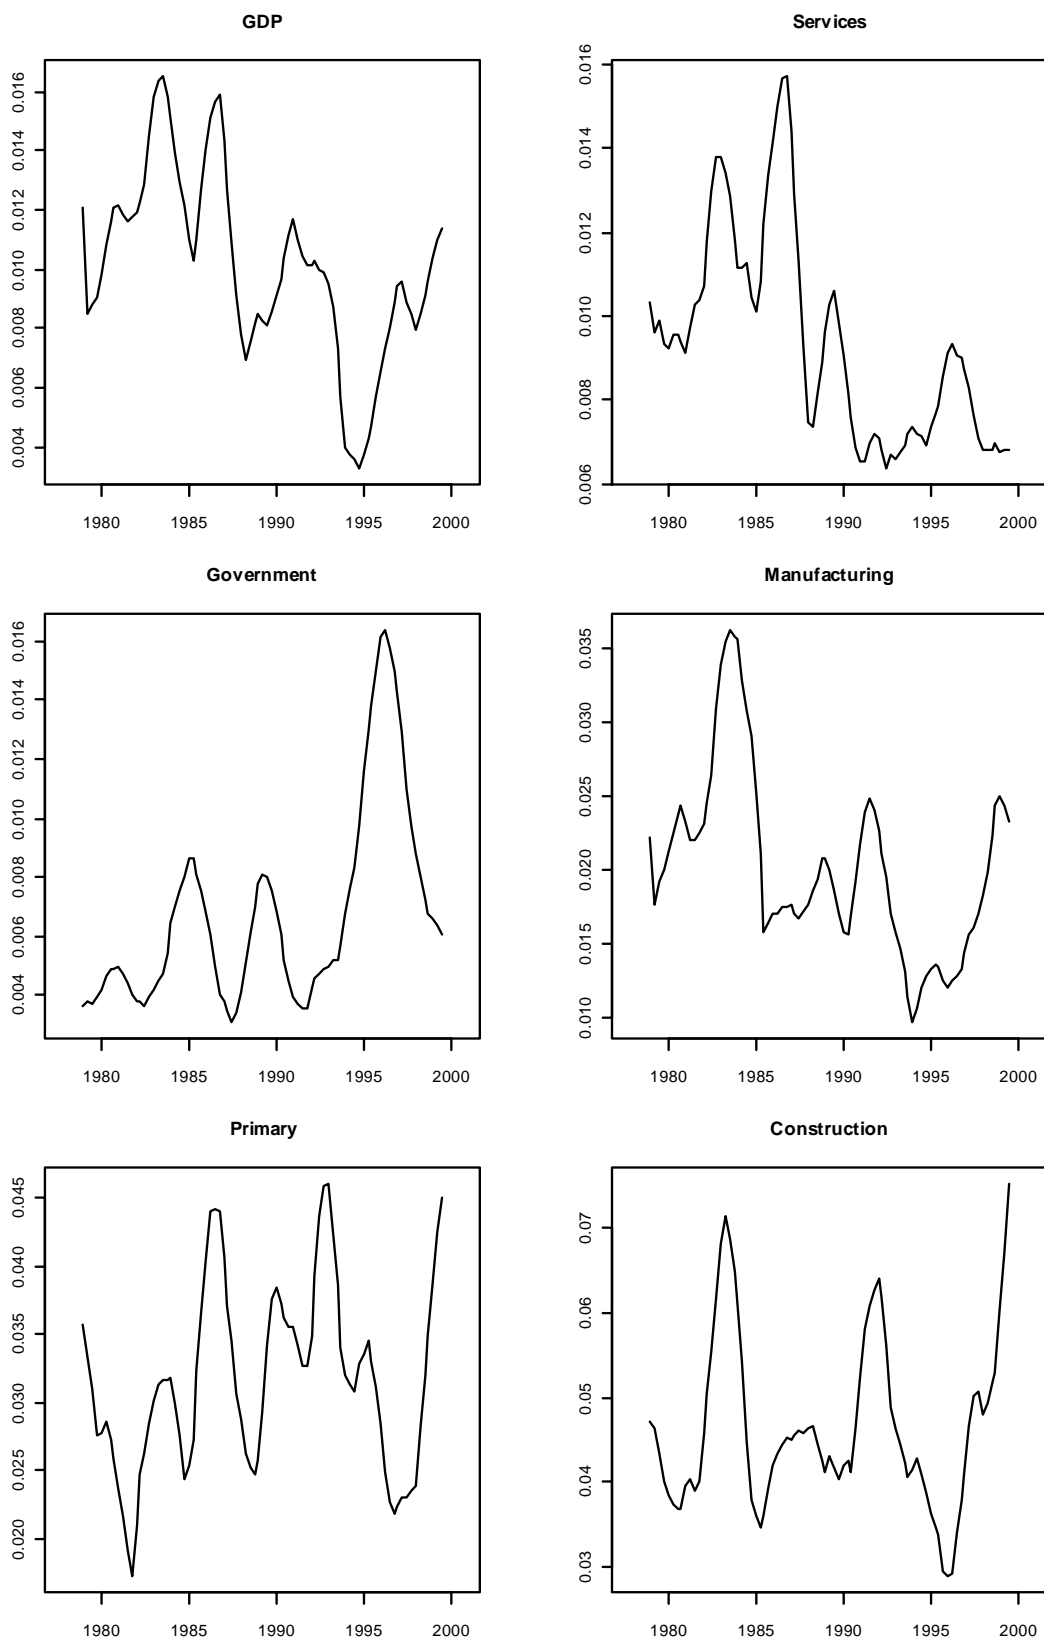 GDP
0.004 0.006 0.008 0.010 0.012 0.014 0.016
1980 1985 1990 1995 2000
Services
0.006 0.008 0.010 0.012 0.014 0.016
1980 1985 1990 1995 2000
Government
0.004 0.006 0.008 0.010 0.012 0.014 0.016
1980 1985 1990 1995 2000
Manufacturing
0.010 0.015 0.020 0.025 0.030 0.035
1980 1985 1990 1995 2000
Primary
0.020 0.025 0.030 0.035 0.040 0.045
1980 1985 1990 1995 2000
Construction
0.03 0.04 0.05 0.06 0.07
1980 1985 1990 1995 2000